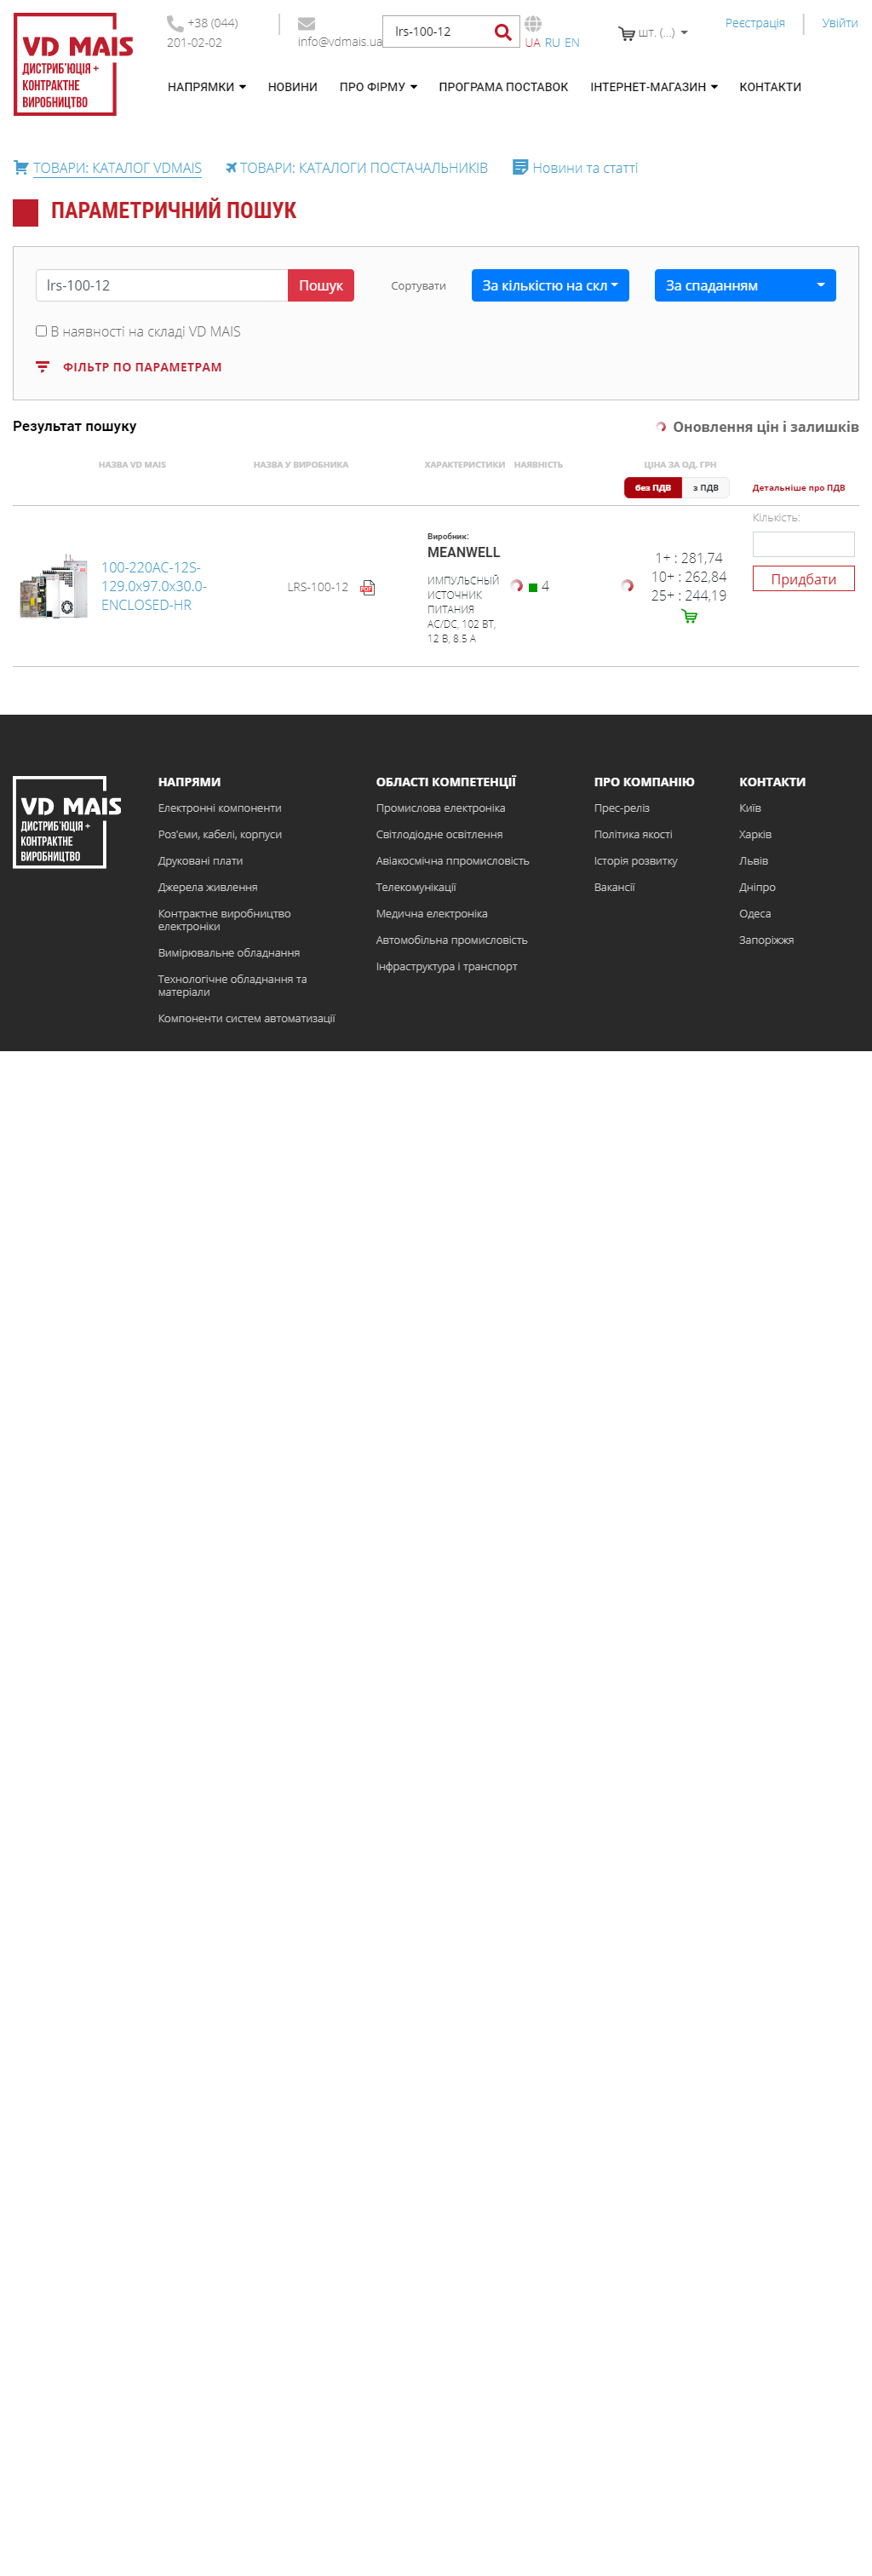 VD MAIS
ДИСТРИБ'ЮЦІЯ +
КОНТРАКТНЕ
ВИРОБНИЦТВО
+38 (044)
201-02-02
info@vdmais.ua
lrs-100-12
UA RU EN
шт. (...)
Реєстрація
Увійти
НАПРЯМКИ
НОВИНИ
ПРО ФІРМУ
ПРОГРАМА ПОСТАВОК
ІНТЕРНЕТ-МАГАЗИН
КОНТАКТИ
ТОВАРИ: КАТАЛОГ VDMAIS
ТОВАРИ: КАТАЛОГИ ПОСТАЧАЛЬНИКІВ
Новини та статті
ПАРАМЕТРИЧНИЙ ПОШУК
lrs-100-12
Пошук
Сортувати
За кількістю на скл
За спаданням
В наявності на складі VD MAIS
ФІЛЬТР ПО ПАРАМЕТРАМ
Результат пошуку
Оновлення цін і залишків
НАЗВА VD MAIS
НАЗВА У ВИРОБНИКА
ХАРАКТЕРИСТИКИ
НАЯВНІСТЬ
ЦІНА ЗА ОД. ГРН
без ПДВ
з ПДВ
Детальніше про ПДВ
100-220AC-12S-
129.0x97.0x30.0-
ENCLOSED-HR
LRS-100-12
PDF
Виробник:
MEANWELL
ИМПУЛЬСНЫЙ
ИСТОЧНИК
ПИТАНИЯ
AC/DC, 102 ВТ,
12 В, 8.5 А
4
1+ : 281,74
10+ : 262,84
25+ : 244,19
Кількість:
Придбати
VD MAIS
ДИСТРИБ'ЮЦІЯ +
КОНТРАКТНЕ
ВИРОБНИЦТВО
НАПРЯМИ
Електронні компоненти
Роз'єми, кабелі, корпуси
Друковані плати
Джерела живлення
Контрактне виробництво
електроніки
Вимірювальне обладнання
Технологічне обладнання та
матеріали
Компоненти систем автоматизації
ОБЛАСТІ КОМПЕТЕНЦІЇ
Промислова електроніка
Світлодіодне освітлення
Авіакосмічна ппромисловість
Телекомунікації
Медична електроніка
Автомобільна промисловість
Інфраструктура і транспорт
ПРО КОМПАНІЮ
Прес-реліз
Політика якості
Історія розвитку
Вакансії
КОНТАКТИ
Київ
Харків
Львів
Дніпро
Одеса
Запоріжжя